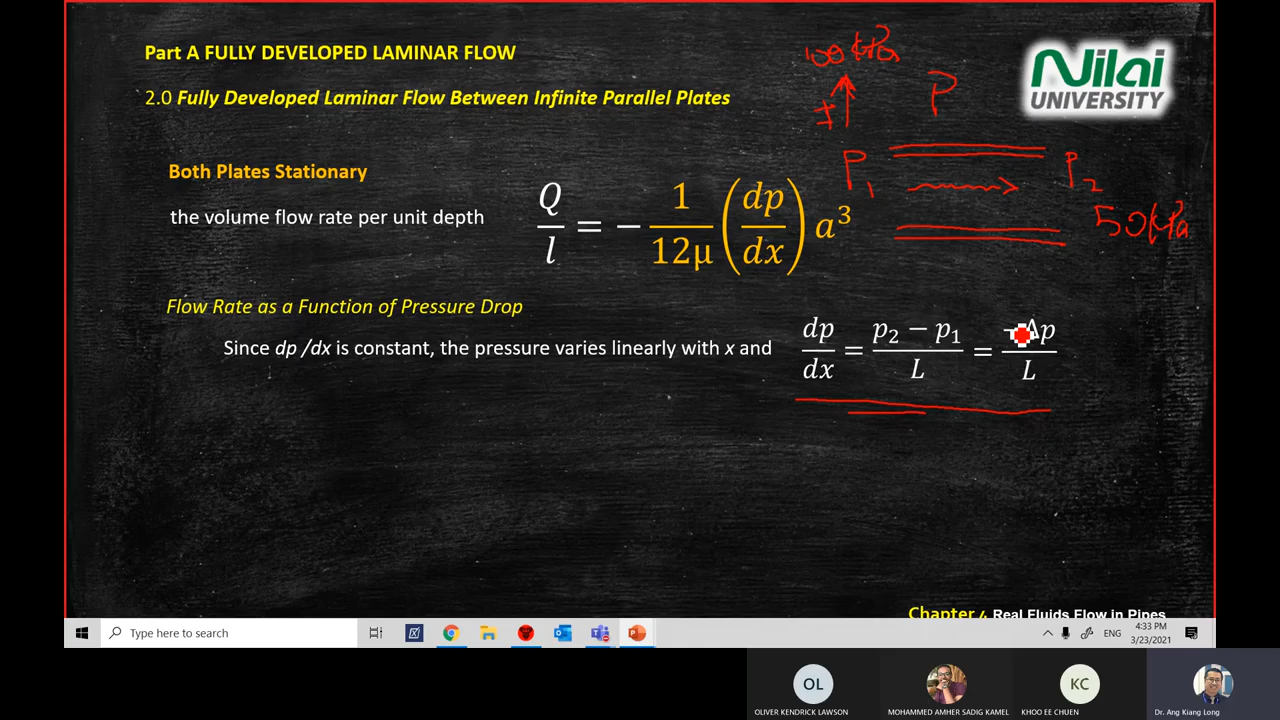 Part A FULLY DEVELOPED LAMINAR FLOW
2.0 Fully Developed Laminar Flow Between Infinite Parallel Plates
Nilai
UNIVERSITY
100 kPa
P
P₁
P₂
50 kPa
Both Plates Stationary
the volume flow rate per unit depth
Q/l = − 1/12μ (dp/dx) a³
Flow Rate as a Function of Pressure Drop
Since dp /dx is constant, the pressure varies linearly with x and
dp/dx = p₂ − p₁/L = −Δp/L
Chapter 4 Real Fluids Flow in Pipes
Type here to search
ENG
4:33 PM
3/23/2021
OL
KC
OLIVER KENDRICK LAWSON
MOHAMMED AMHER SADIG KAMEL
KHOO EE CHUEN
Dr. Ang Kiang Long